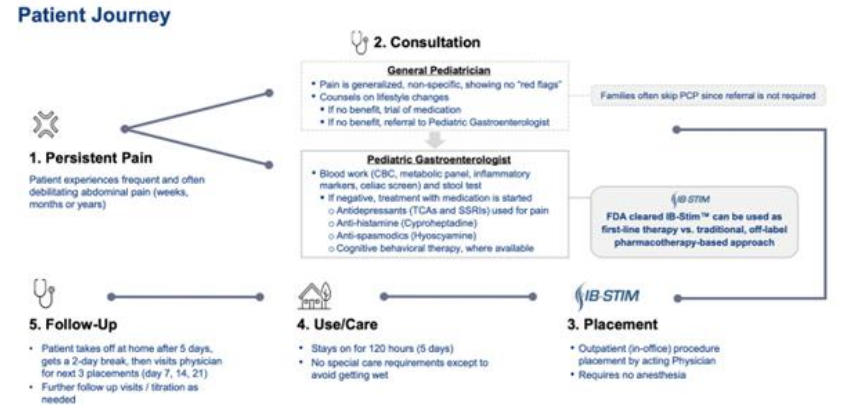 Patient Journey
2. Consultation
General Pediatrician
• Pain is generalized, non-specific, showing no "red flags"
• Counsels on lifestyle changes
• If no benefit, trial of medication
• If no benefit, referral to Pediatric Gastroenterologist
Families often skip PCP since referral is not required
1. Persistent Pain
Patient experiences frequent and often
debilitating abdominal pain (weeks,
months or years)
Pediatric Gastroenterologist
• Blood work (CBC, metabolic panel, inflammatory
markers, celiac screen) and stool test
• If negative, treatment with medication is started
o Antidepressants (TCAs and SSRIs) used for pain
o Anti-histamine (Cyproheptadine)
o Anti-spasmodics (Hyoscyamine)
o Cognitive behavioral therapy, where available
IB-STIM
FDA cleared IB-Stim™ can be used as
first-line therapy vs. traditional, off-label
pharmacotherapy-based approach
5. Follow-Up
• Patient takes off at home after 5 days,
gets a 2-day break, then visits physician
for next 3 placements (day 7, 14, 21)
• Further follow up visits / titration as
needed
4. Use/Care
• Stays on for 120 hours (5 days)
• No special care requirements except to
avoid getting wet
IB-STIM
3. Placement
• Outpatient (in-office) procedure
placement by acting Physician
• Requires no anesthesia